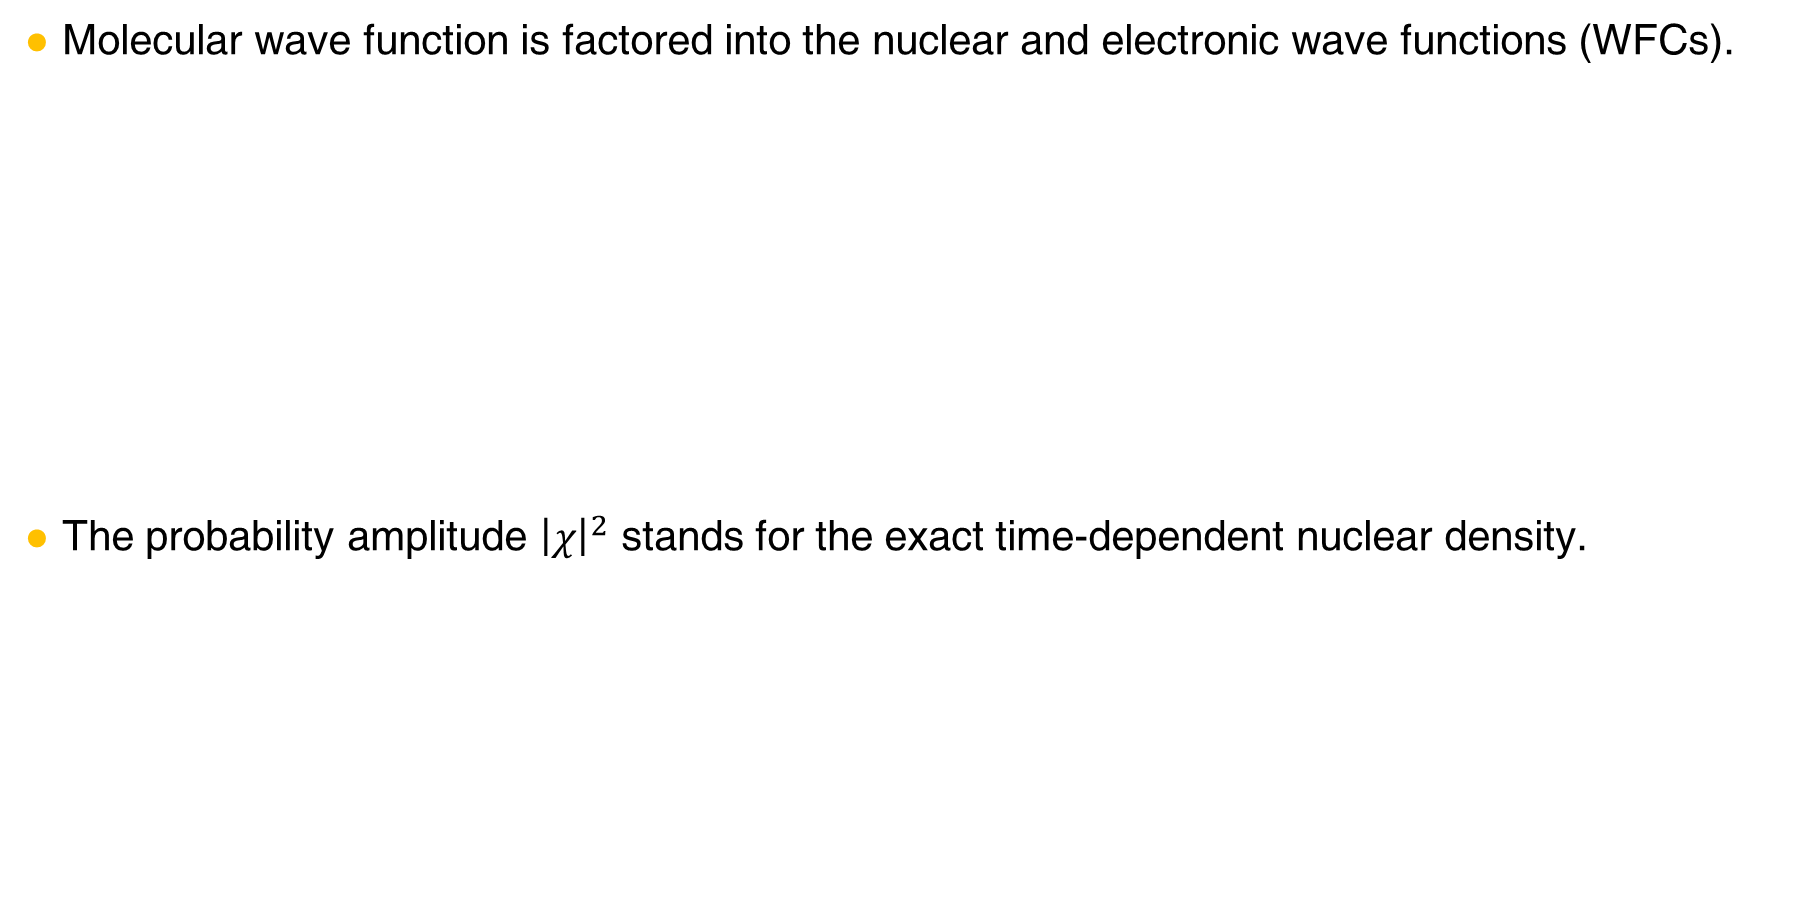 • Molecular wave function is factored into the nuclear and electronic wave functions (WFCs).
• The probability amplitude |χ|² stands for the exact time-dependent nuclear density.